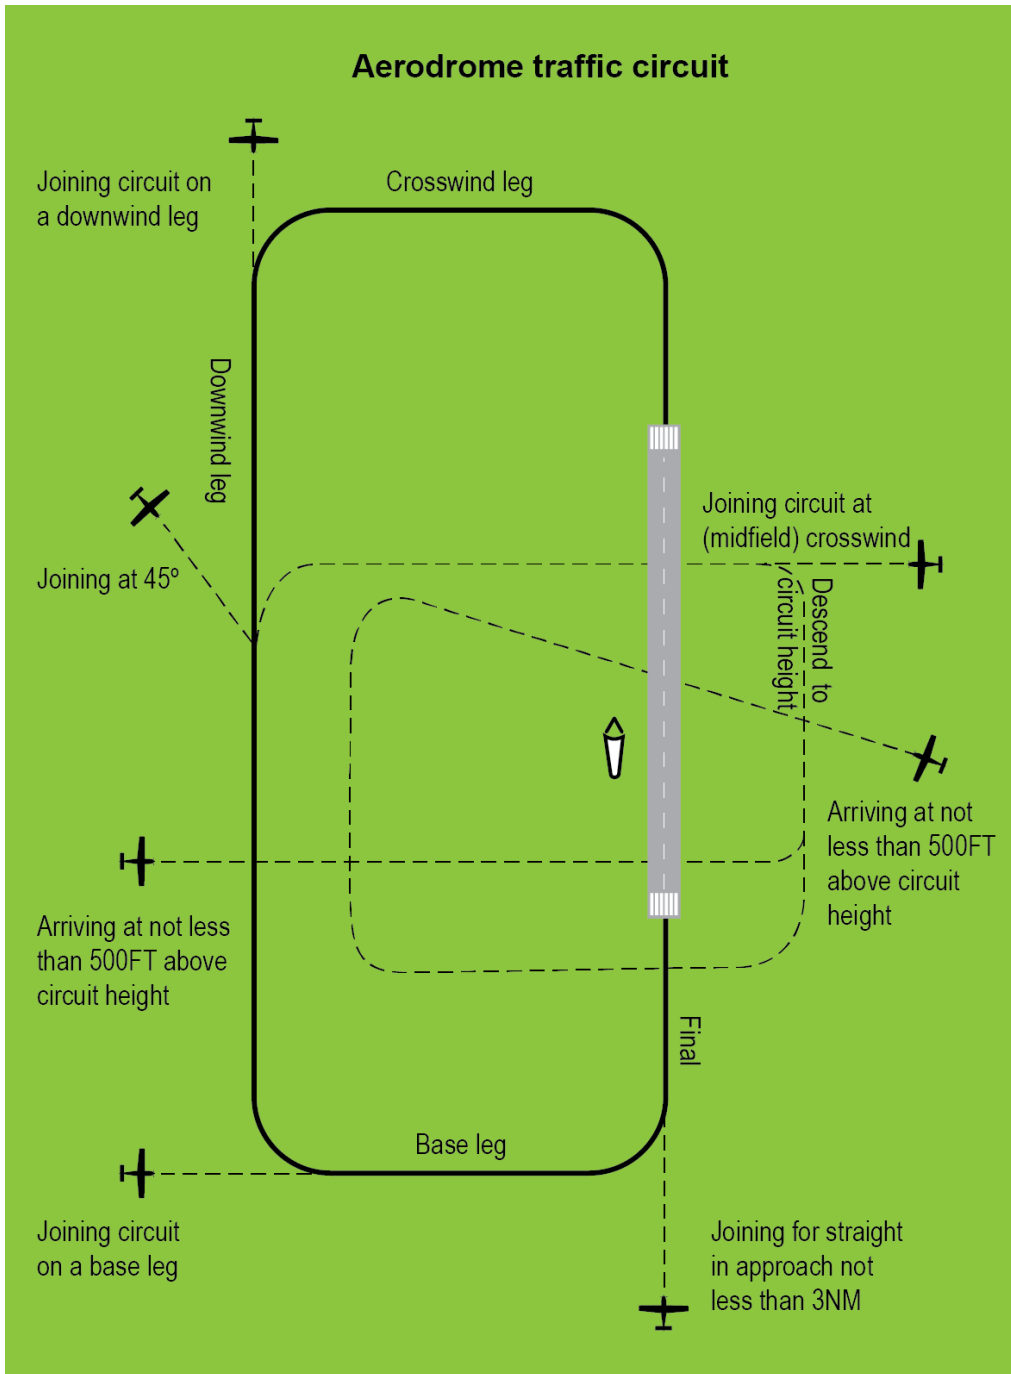 Aerodrome traffic circuit
Joining circuit on
a downwind leg
Crosswind leg
Downwind leg
Joining circuit at
(midfield) crosswind
Joining at 45º
Descend to
circuit height
Arriving at not
less than 500FT
above circuit
height
Arriving at not less
than 500FT above
circuit height
Final
Base leg
Joining circuit
on a base leg
Joining for straight
in approach not
less than 3NM